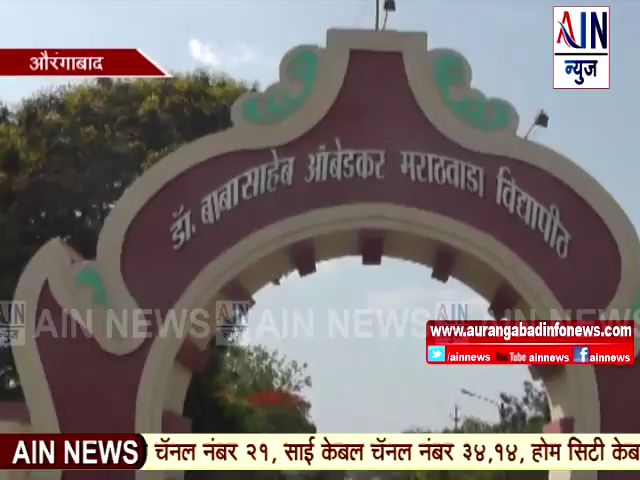 औरंगाबाद
AIN
न्युज
डॉ. बाबासाहेब आंबेडकर मराठवाडा विद्यापीठ
AIN NEWS AIN NEWS AIN NEWS
www.aurangabadinfonews.com
/ainnews You Tube ainnews f /ainnews
AIN NEWS चॅनल नंबर २१, साई केबल चॅनल नंबर ३४,१४, होम सिटी केब